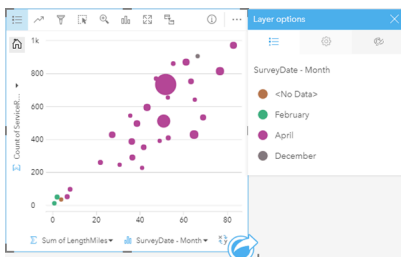 Layer options
SurveyDate - Month
<No Data>
February
April
December
1k
800
600
400
200
0
Count of ServiceR...
0
20
40
60
80
Sum of LengthMiles
SurveyDate - Month